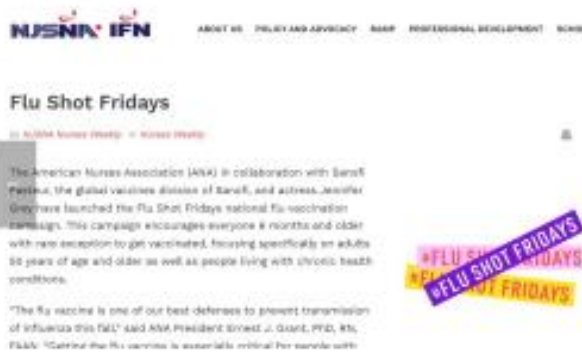 NJSNA IFN
ABOUT US POLICY AND ADVOCACY RAMP PROFESSIONAL DEVELOPMENT
Flu Shot Fridays
by NJSNA Nurses Weekly in Nurses Weekly
The American Nurses Association (ANA) in collaboration with Sanofi
Pasteur, the global vaccines division of Sanofi, and actress Jennifer
Grey have launched the Flu Shot Fridays national flu vaccination
campaign. This campaign encourages everyone 6 months and older
with rare exception to get vaccinated, focusing specifically on adults
50 years of age and older as well as people living with chronic health
conditions.
"The flu vaccine is one of our best defenses to prevent transmission
of influenza this fall," said ANA President Ernest J. Grant, PhD, RN,
FAAN. "Getting the flu vaccine is especially critical for people with
#FLU SHOT FRIDAYS
#FLU SHOT FRIDAYS
#FLU SHOT FRIDAYS